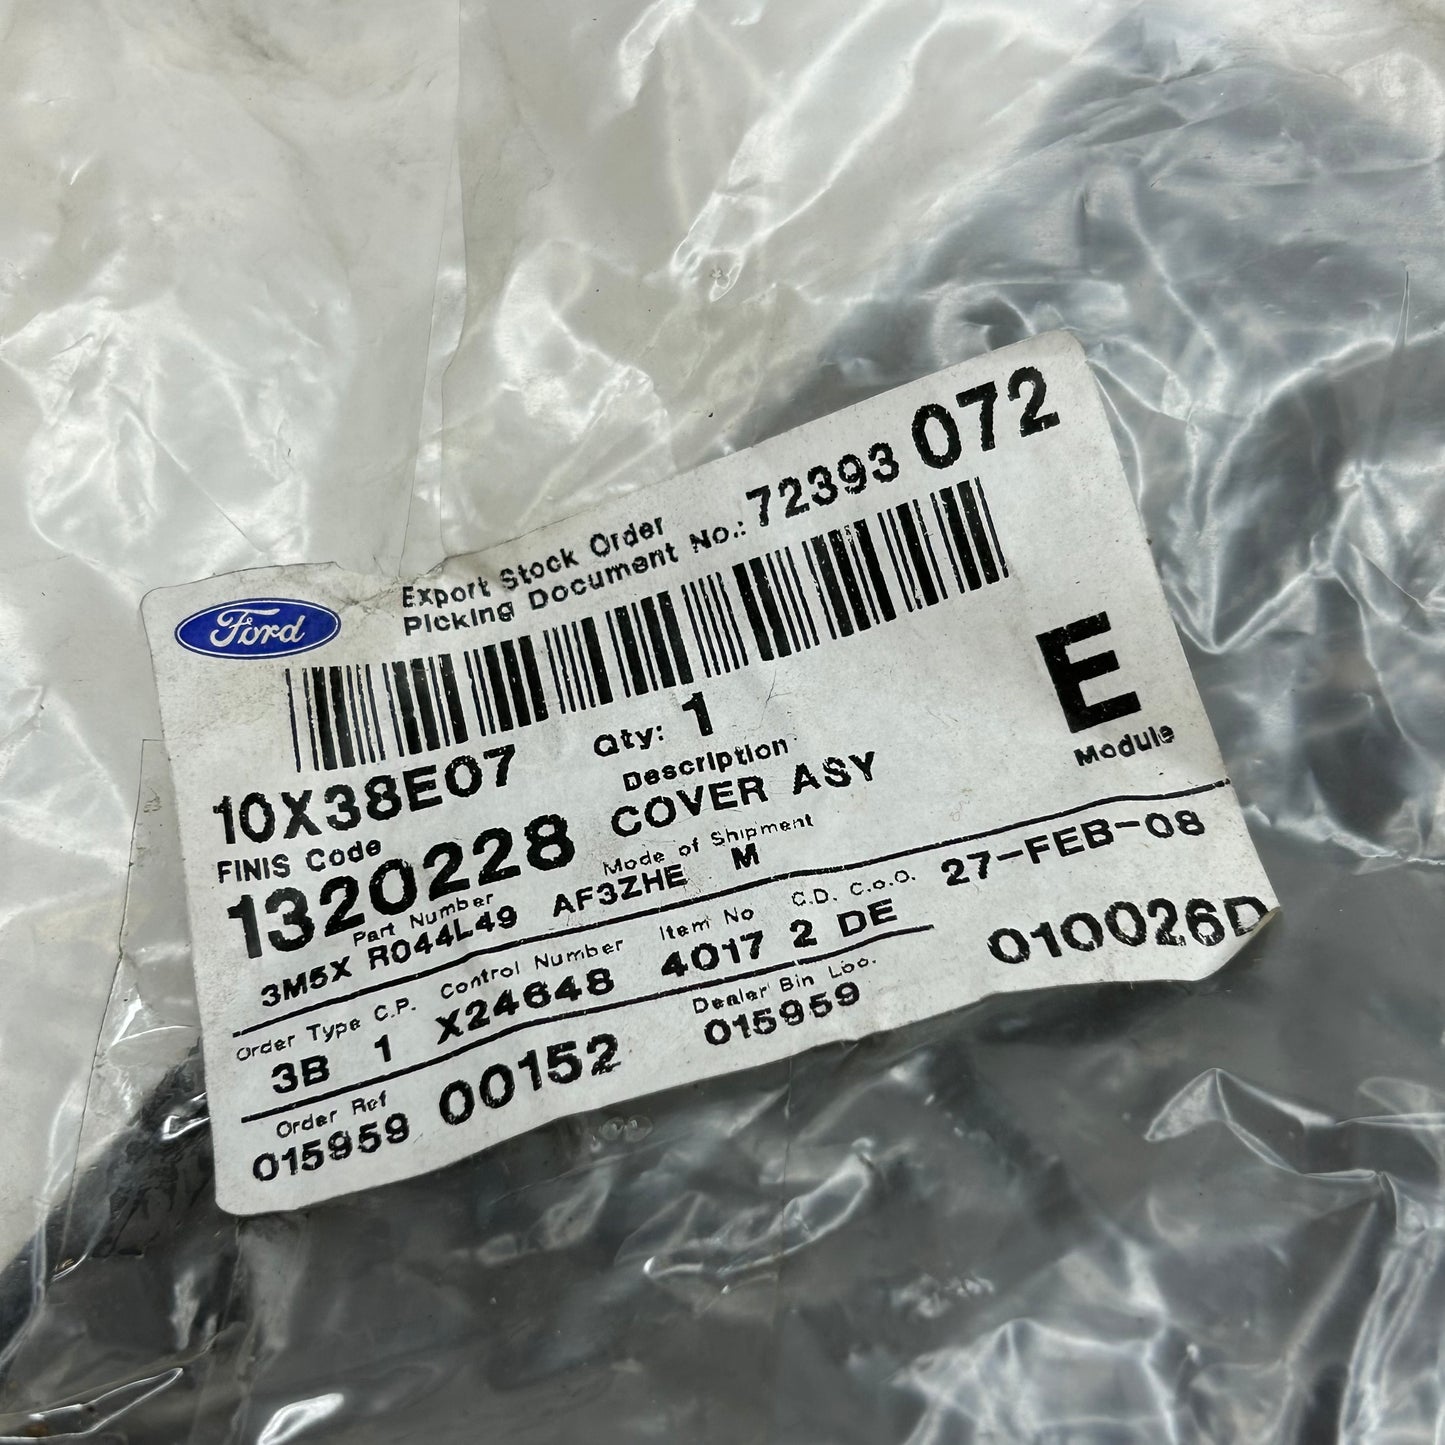 Ford
Export Stock Order
Picking Document No.: 72393 072
10X38E07 Qty: 1
E
Module
FINIS Code Description
1320228 COVER ASY
Part Number Mode of Shipment
3M5X R044L49 AF3ZHE M
27-FEB-08
Order Type C.P. Control Number Item No C.D. C.o.O.
3B 1 X24648 4017 2 DE
010026D
Order Ref Dealer Bin Loc.
015959 00152 015959